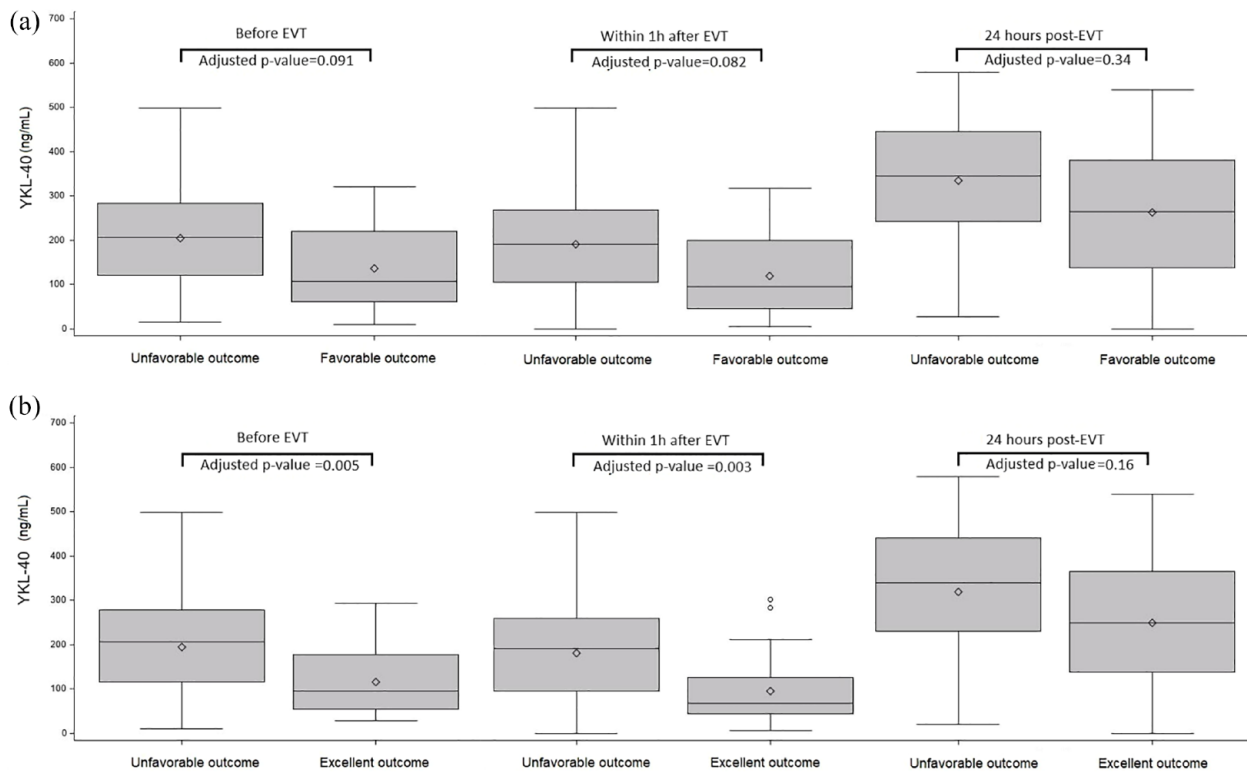 (a)
Before EVT
Adjusted p-value=0.091
Within 1h after EVT
Adjusted p-value=0.082
24 hours post-EVT
Adjusted p-value=0.34
YKL-40 (ng/mL)
700
600
500
400
300
200
100
0
Unfavorable outcome
Favorable outcome
Unfavorable outcome
Favorable outcome
Unfavorable outcome
Favorable outcome
(b)
Before EVT
Adjusted p-value =0.005
Within 1h after EVT
Adjusted p-value =0.003
24 hours post-EVT
Adjusted p-value=0.16
YKL-40 (ng/mL)
700
600
500
400
300
200
100
0
Unfavorable outcome
Excellent outcome
Unfavorable outcome
Excellent outcome
Unfavorable outcome
Excellent outcome